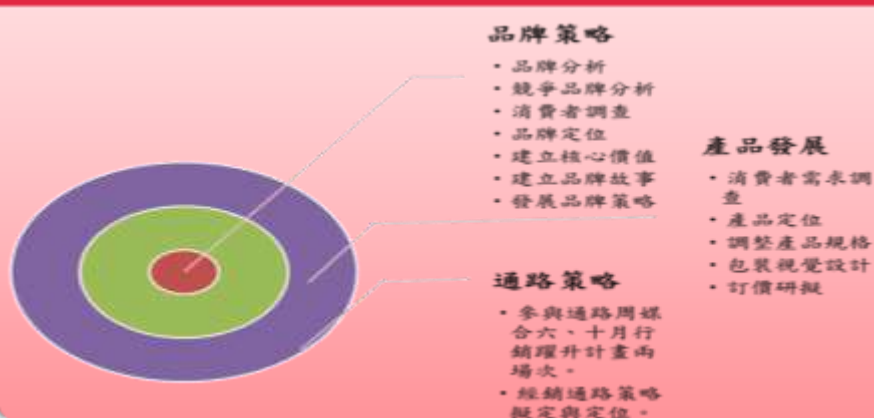 品牌策略
・品牌分析
・競爭品牌分析
・消費者調查
・品牌定位
・建立核心價值
・建立品牌故事
・發展品牌策略
產品發展
・消費者需求調
查
・產品定位
・調整產品規格
・包裝視覺設計
・訂價研擬
通路策略
・參與通路周媒
合六、十月行
銷躍升計畫兩
場次。
・經銷通路策略
擬定與定位。